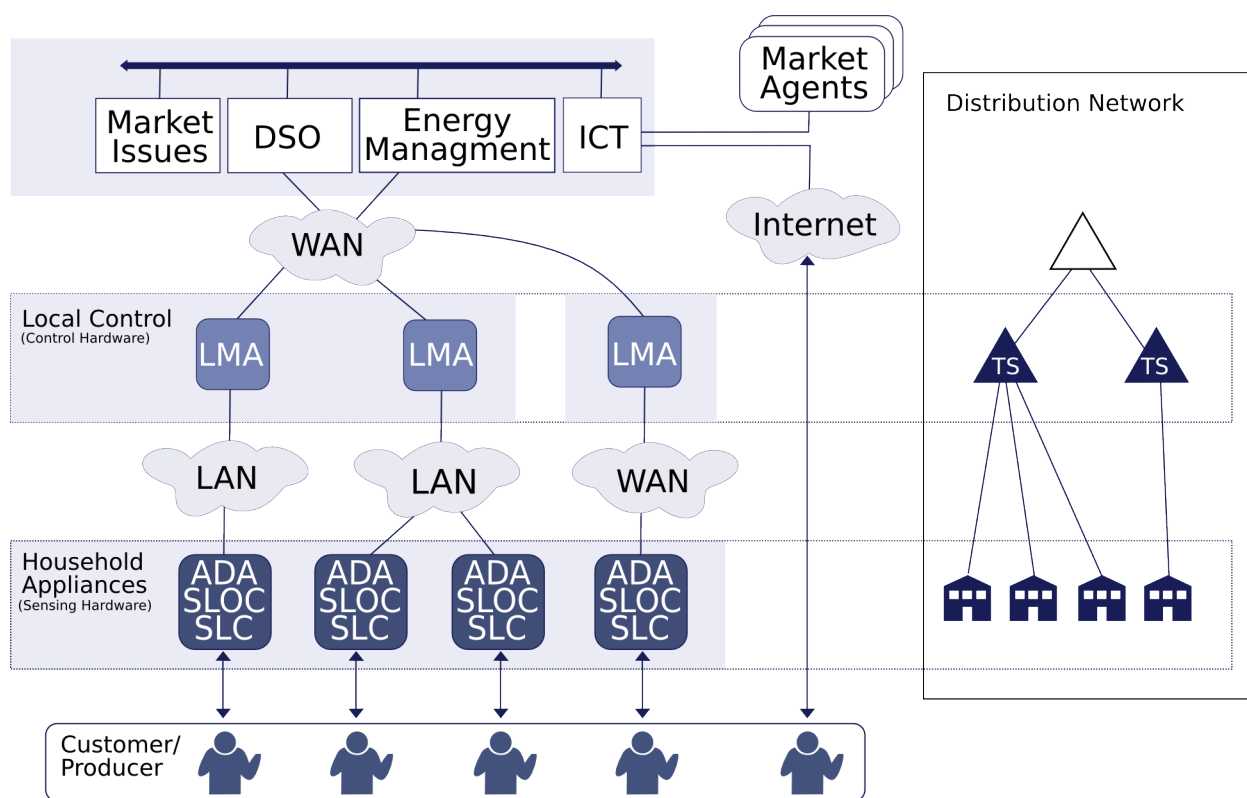 Market
Agents
Distribution Network
Market
Issues
DSO
Energy
Managment
ICT
WAN
Internet
Local Control
(Control Hardware)
LMA
LMA
LMA
TS
TS
LAN
LAN
WAN
Household
Appliances
(Sensing Hardware)
ADA
SLOC
SLC
ADA
SLOC
SLC
ADA
SLOC
SLC
ADA
SLOC
SLC
Customer/
Producer